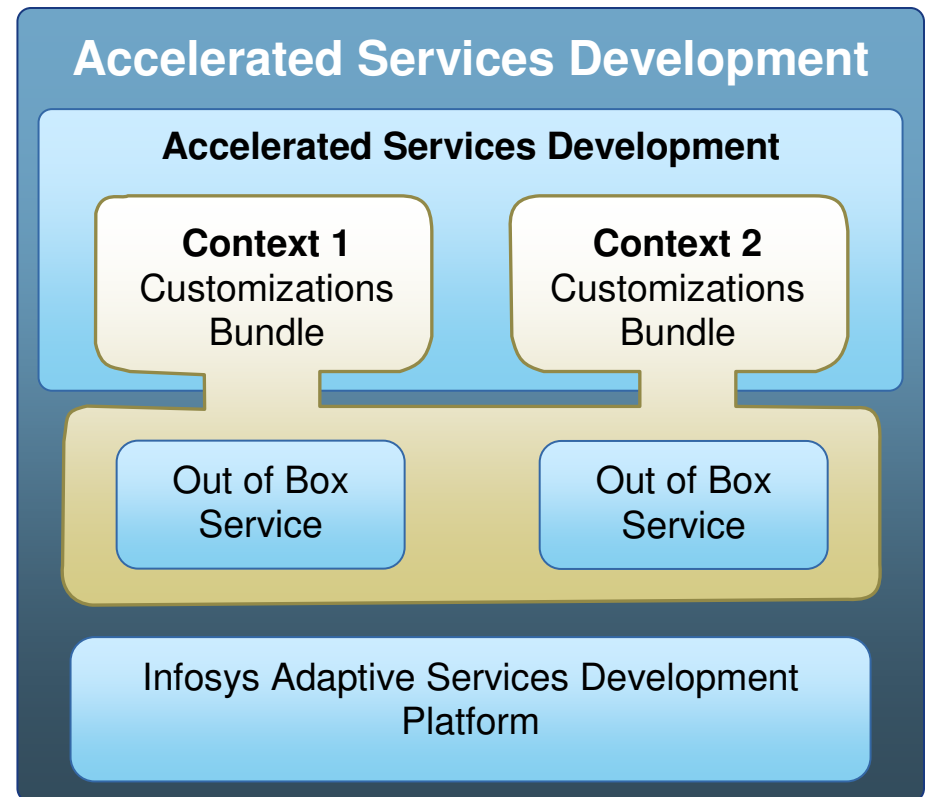 Accelerated Services Development
Accelerated Services Development
Context 1
Customizations
Bundle
Context 2
Customizations
Bundle
Out of Box
Service
Out of Box
Service
Infosys Adaptive Services Development
Platform